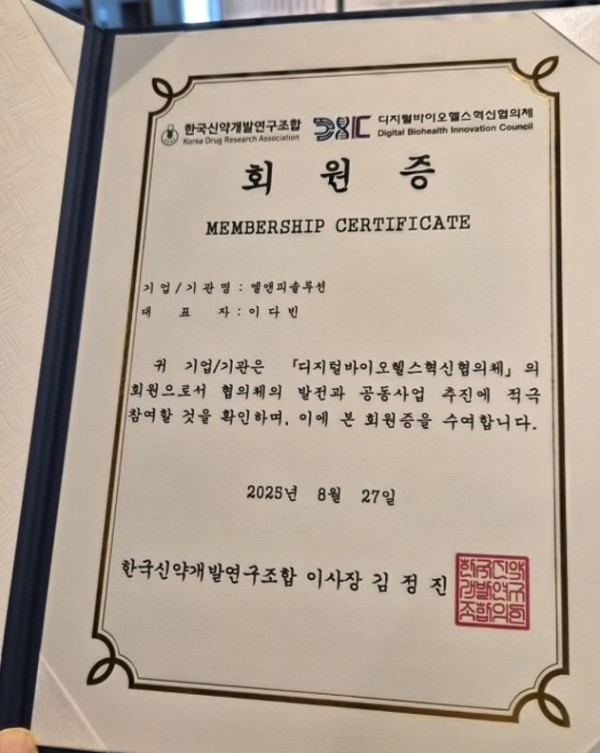 한국신약개발연구조합
Korea Drug Research Association
DBIC 디지털바이오헬스혁신협의체
Digital Biohealth Innovation Council
회 원 증
MEMBERSHIP CERTIFICATE
기업/기관명 : 엘앤피솔루션
대 표 자 : 이다빈
귀 기업/기관은 「디지털바이오헬스혁신협의체」의
회원으로서 협의체의 발전과 공동사업 추진에 적극
참여할 것을 확인하며, 이에 본 회원증을 수여합니다.
2025년 8월 27일
한국신약개발연구조합 이사장 김 정 진